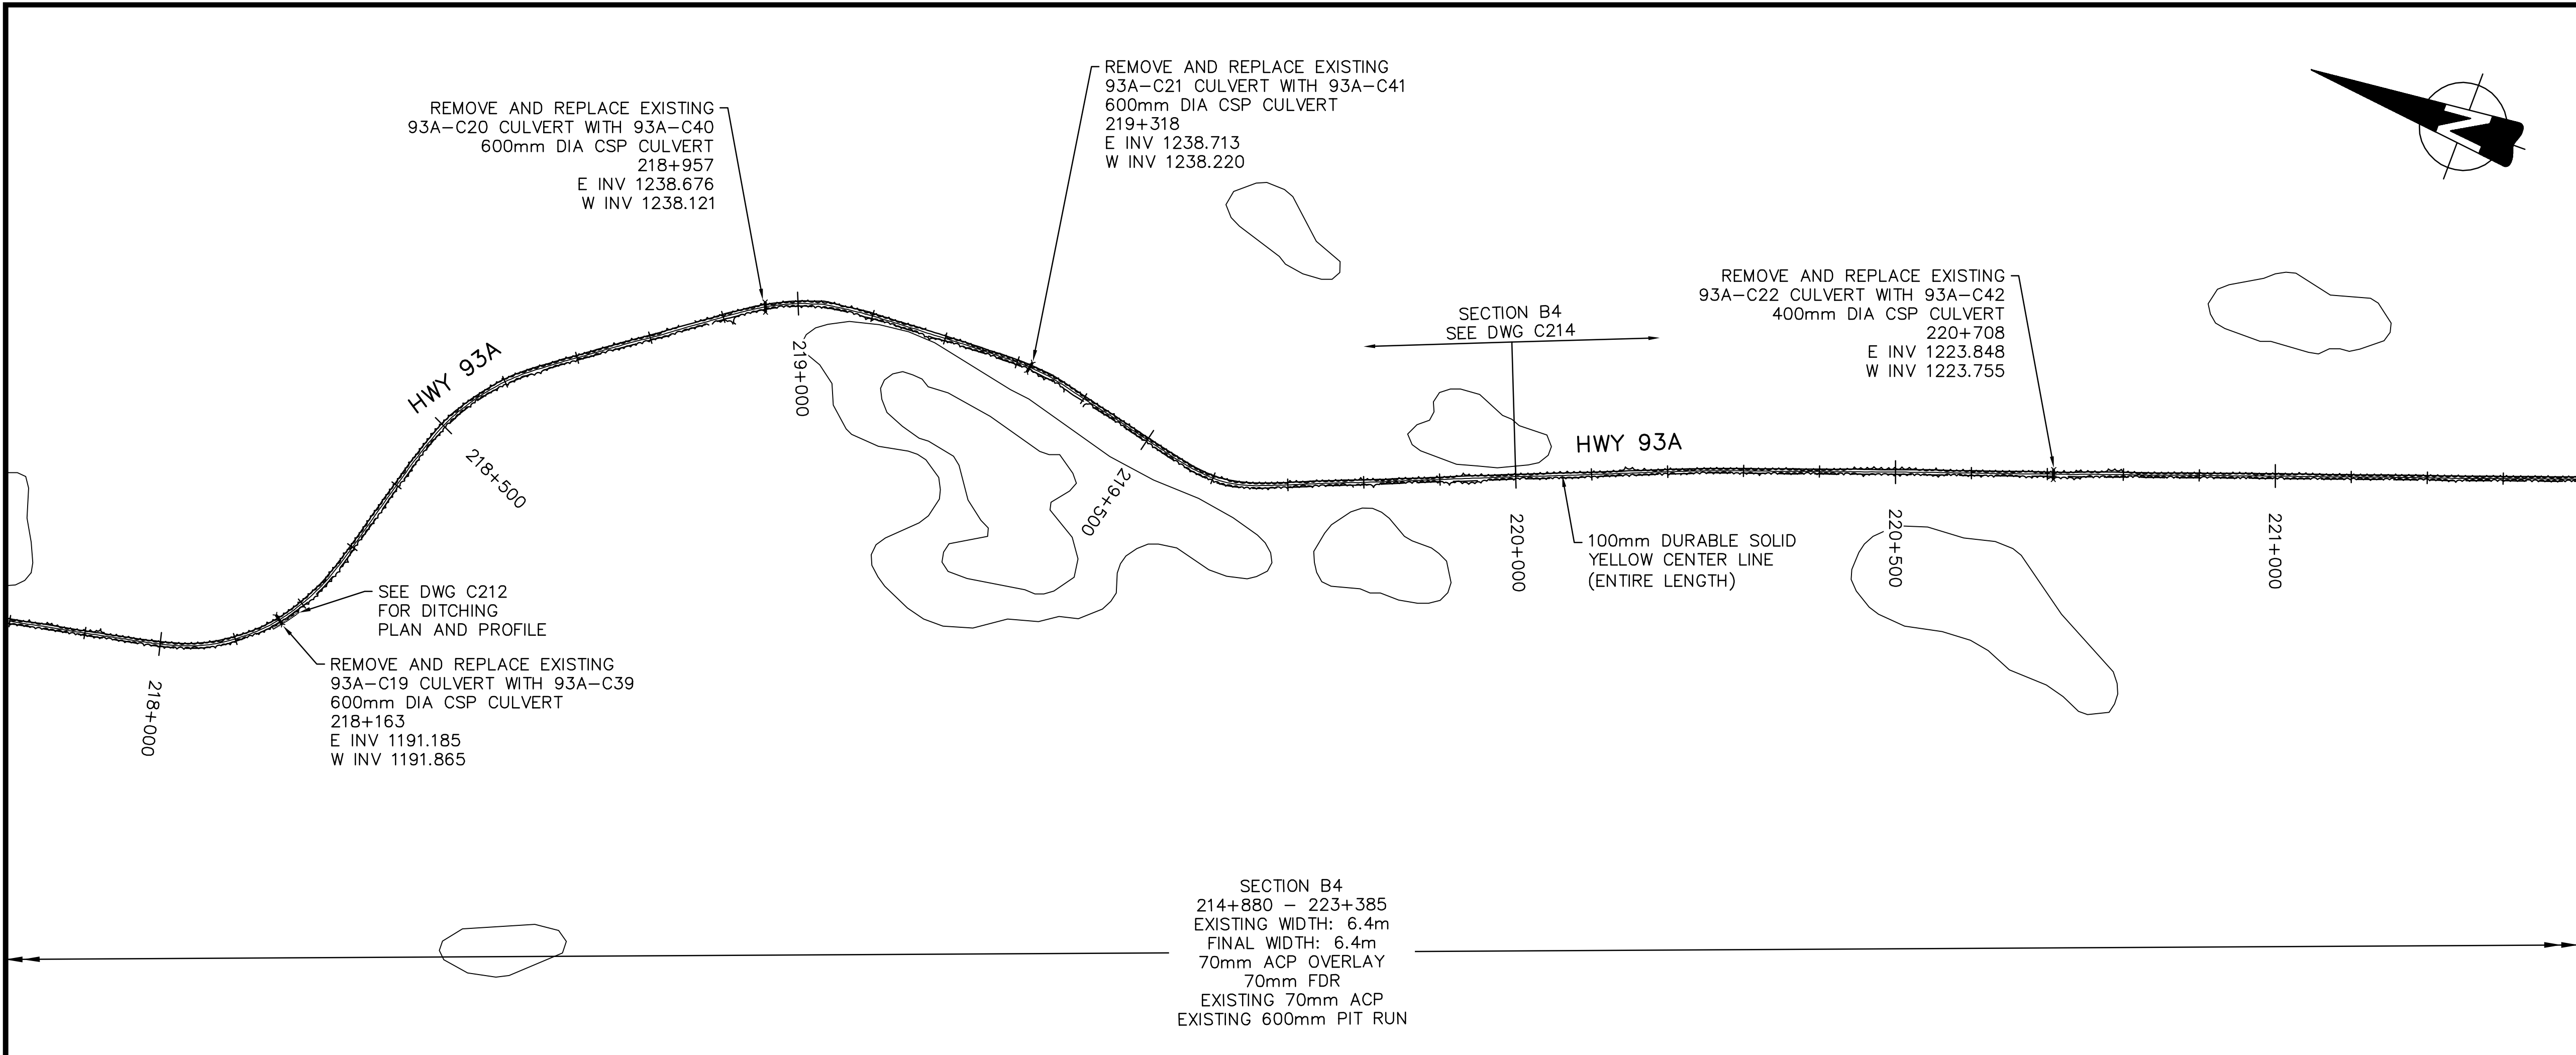 REMOVE AND REPLACE EXISTING
93A-C20 CULVERT WITH 93A-C40
600mm DIA CSP CULVERT
218+957
E INV 1238.676
W INV 1238.121
REMOVE AND REPLACE EXISTING
93A-C21 CULVERT WITH 93A-C41
600mm DIA CSP CULVERT
219+318
E INV 1238.713
W INV 1238.220
N
REMOVE AND REPLACE EXISTING
93A-C22 CULVERT WITH 93A-C42
400mm DIA CSP CULVERT
220+708
E INV 1223.848
W INV 1223.755
SECTION B4
SEE DWG C214
HWY 93A
219+000
218+500
219+500
HWY 93A
220+000
100mm DURABLE SOLID
YELLOW CENTER LINE
(ENTIRE LENGTH)
220+500
221+000
SEE DWG C212
FOR DITCHING
PLAN AND PROFILE
218+000
REMOVE AND REPLACE EXISTING
93A-C19 CULVERT WITH 93A-C39
600mm DIA CSP CULVERT
218+163
E INV 1191.185
W INV 1191.865
SECTION B4
214+880 - 223+385
EXISTING WIDTH: 6.4m
FINAL WIDTH: 6.4m
70mm ACP OVERLAY
70mm FDR
EXISTING 70mm ACP
EXISTING 600mm PIT RUN